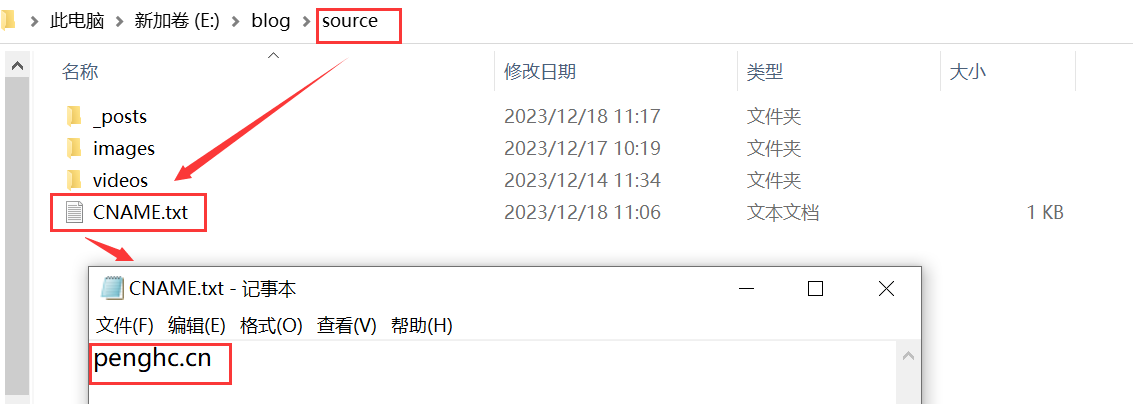 此电脑 > 新加卷 (E:) > blog > source
名称 修改日期 类型 大小
_posts 2023/12/18 11:17 文件夹
images 2023/12/17 10:19 文件夹
videos 2023/12/14 11:34 文件夹
CNAME.txt 2023/12/18 11:06 文本文档 1 KB
CNAME.txt - 记事本
文件(F) 编辑(E) 格式(O) 查看(V) 帮助(H)
penghc.cn